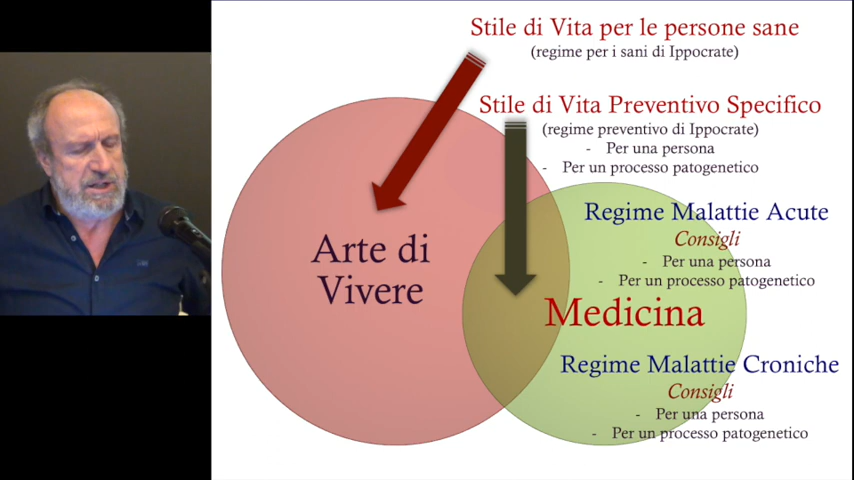 Stile di Vita per le persone sane
(regime per i sani di Ippocrate)
Stile di Vita Preventivo Specifico
(regime preventivo di Ippocrate)
- Per una persona
- Per un processo patogenetico
Arte di
Vivere
Regime Malattie Acute
Consigli
- Per una persona
- Per un processo patogenetico
Medicina
Regime Malattie Croniche
Consigli
- Per una persona
- Per un processo patogenetico